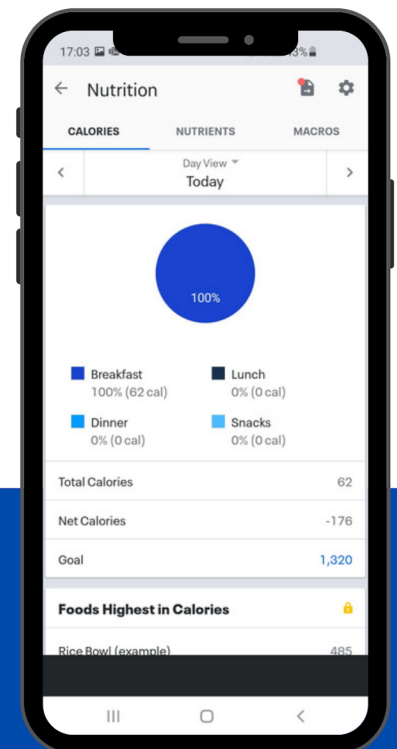 17:03
3%
Nutrition
CALORIES NUTRIENTS MACROS
Day View
Today
100%
Breakfast
100% (62 cal)
Lunch
0% (0 cal)
Dinner
0% (0 cal)
Snacks
0% (0 cal)
Total Calories 62
Net Calories -176
Goal 1,320
Foods Highest in Calories
Rice Bowl (example) 485